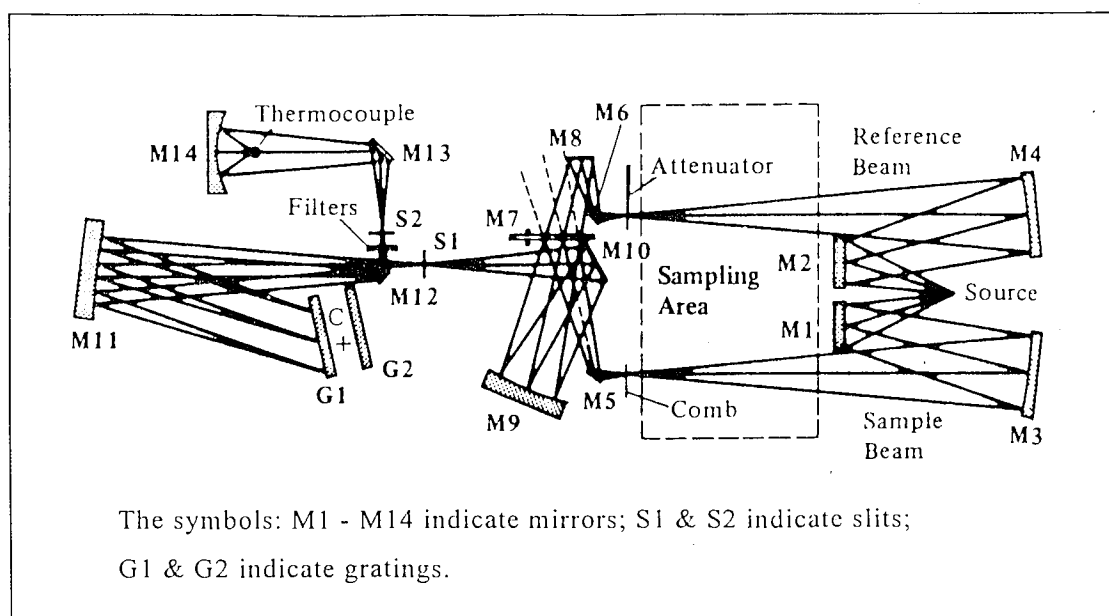 Thermocouple
M14
M13
Filters
S2
S1
M12
M11
C
G1
G2
M7
M8
M6
Attenuator
Reference
Beam
M4
M10
M2
Sampling
Area
Source
M1
M9
M5
Comb
Sample
Beam
M3
The symbols: M1 - M14 indicate mirrors; S1 & S2 indicate slits;
G1 & G2 indicate gratings.